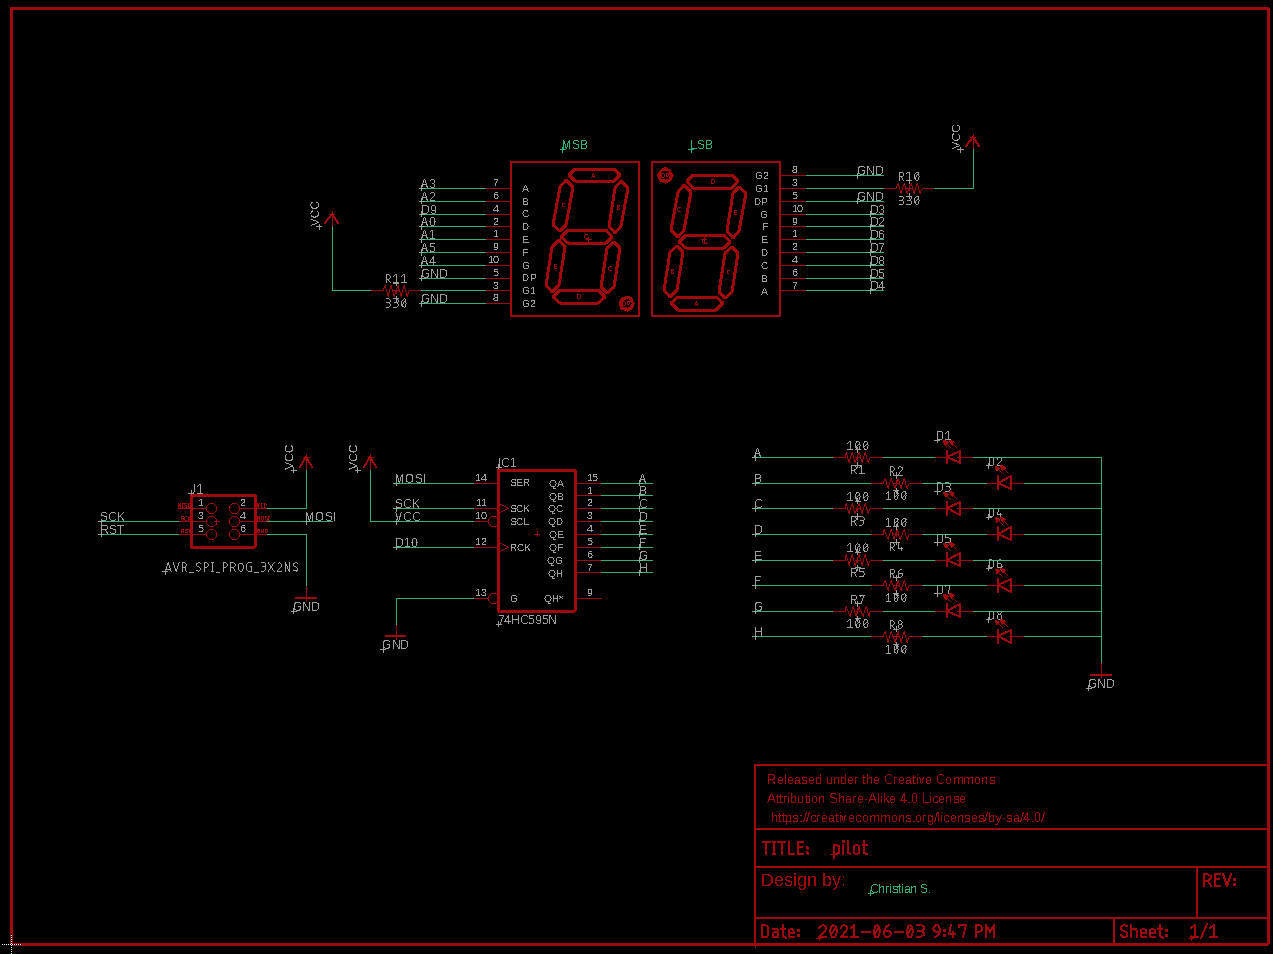 MSB
LSB
VCC
R10
330
VCC
R11
330
A3 7 A
A2 6 B
D9 4 C
A0 2 D
A1 1 E
A5 9 F
A4 10 G
GND 5 DP
3 G1
GND 8 G2
G2 8 GND
G1 3
DP 5 GND
G 10 D3
F 9 D2
E 1 D6
D 2 D7
C 4 D8
B 6 D5
A 7 D4
J1
VCC
1 2
SCK 3 4 MOSI
RST 5 6
AVR_SPI_PROG_3X2NS
GND
VCC
IC1
MOSI 14 SER
SCK 11 SCK
VCC 10 SCL
D10 12 RCK
13 G
GND
QA 15 A
QB 1 B
QC 2 C
QD 3 D
QE 4 E
QF 5 F
QG 6 G
QH 7 H
QH* 9
74HC595N
A 100 R1 D1
B R2 100 D2
C 100 R3 D3
D 100 R4 D4
E 100 R5 D5
F R6 100 D6
G R7 100 D7
H R8 100 D8
GND
Released under the Creative Commons
Attribution Share-Alike 4.0 License
https://creativecommons.org/licenses/by-sa/4.0/
TITLE: pilot
Design by: Christian S.
REV:
Date: 2021-06-03 9:47 PM
Sheet: 1/1